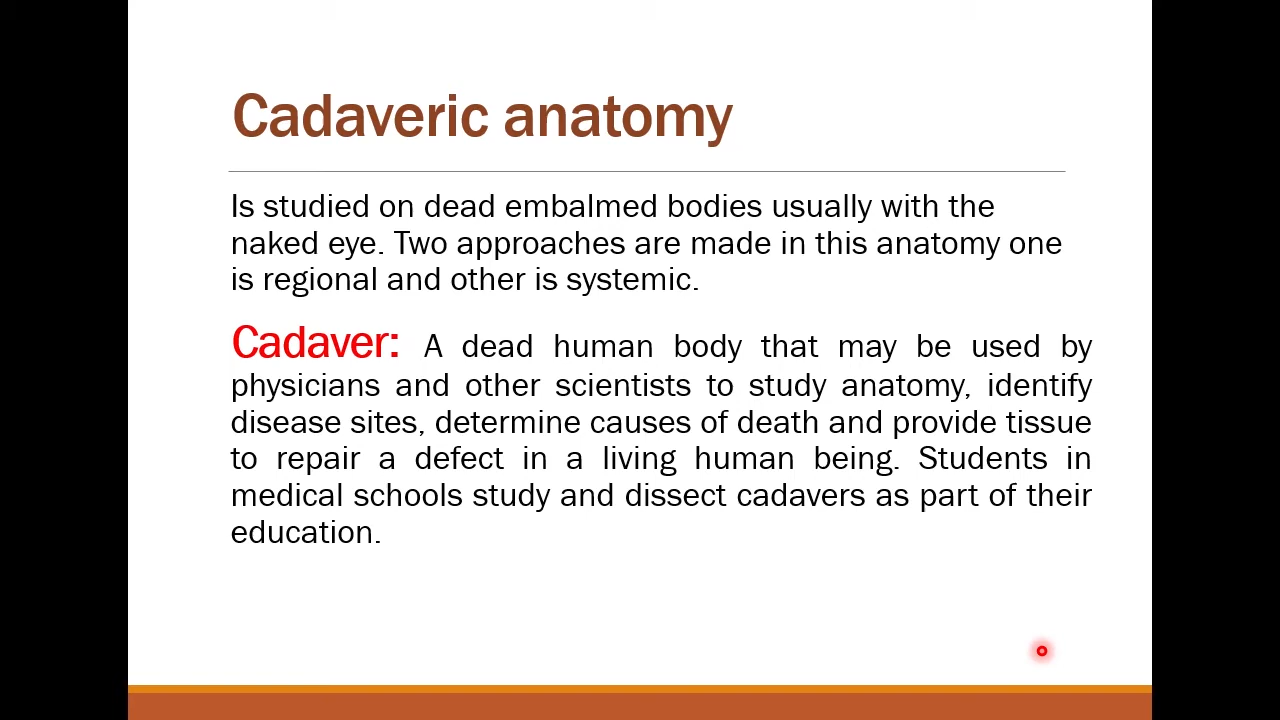 Cadaveric anatomy
Is studied on dead embalmed bodies usually with the
naked eye. Two approaches are made in this anatomy one
is regional and other is systemic.
Cadaver: A dead human body that may be used by
physicians and other scientists to study anatomy, identify
disease sites, determine causes of death and provide tissue
to repair a defect in a living human being. Students in
medical schools study and dissect cadavers as part of their
education.